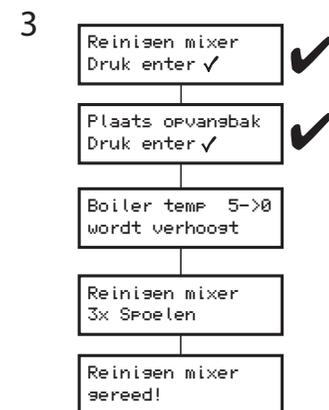 3
Reinigen mixer
Druk enter ✓
Plaats opvangbak
Druk enter ✓
Boiler temp 5->0
wordt verhoogt
Reinigen mixer
3x Spoelen
Reinigen mixer
gereed!